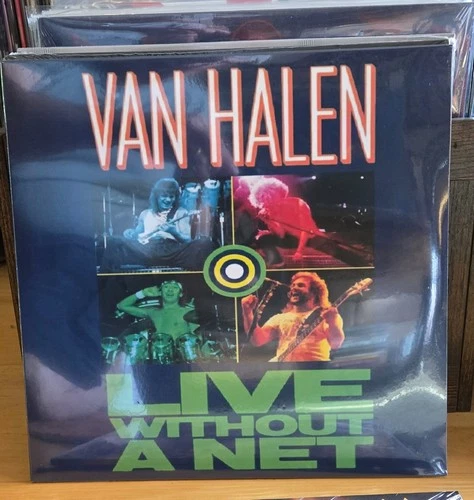 VAN HALEN
LIVE
WITHOUT
A NET